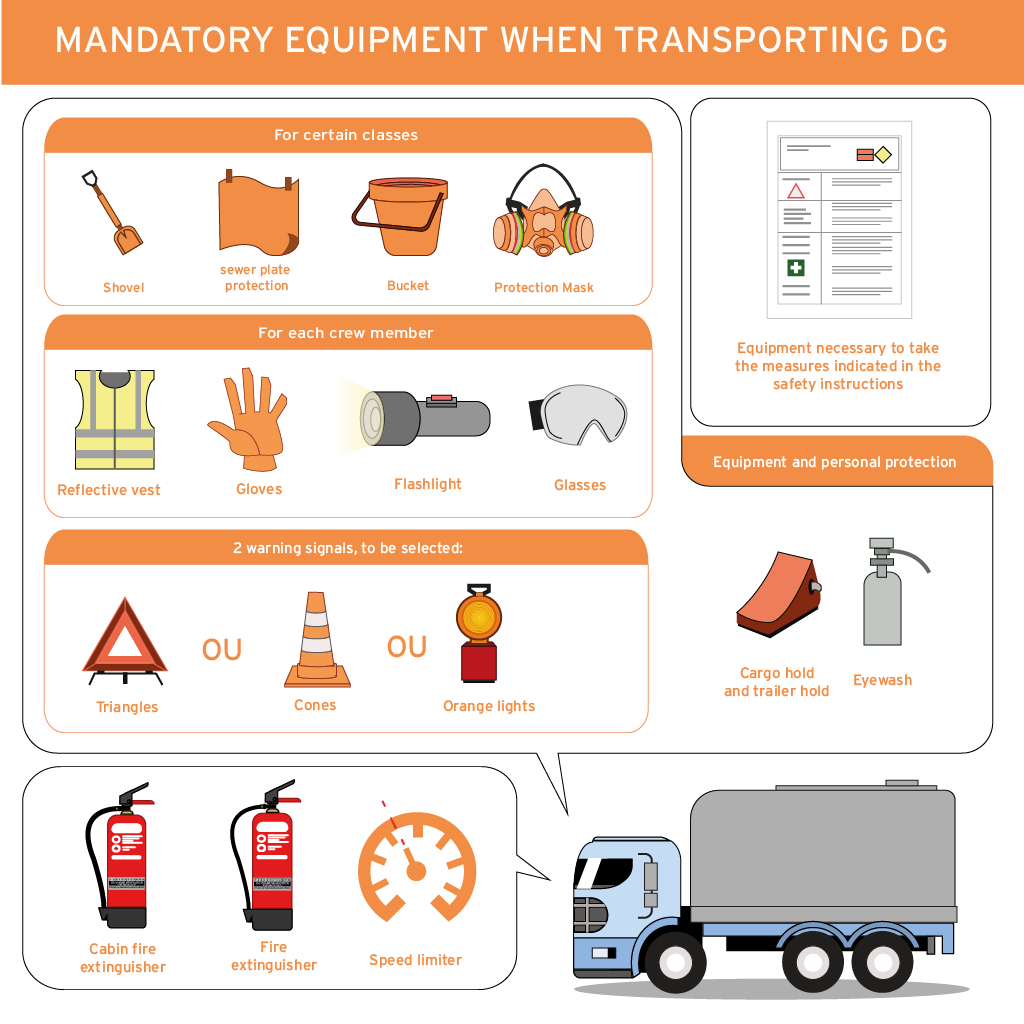 MANDATORY EQUIPMENT WHEN TRANSPORTING DG
For certain classes
Shovel
sewer plate
protection
Bucket
Protection Mask
For each crew member
Reflective vest
Gloves
Flashlight
Glasses
2 warning signals, to be selected:
OU
OU
Triangles
Cones
Orange lights
Equipment necessary to take
the measures indicated in the
safety instructions
Equipment and personal protection
Cargo hold
and trailer hold
Eyewash
Cabin fire
extinguisher
Fire
extinguisher
Speed limiter